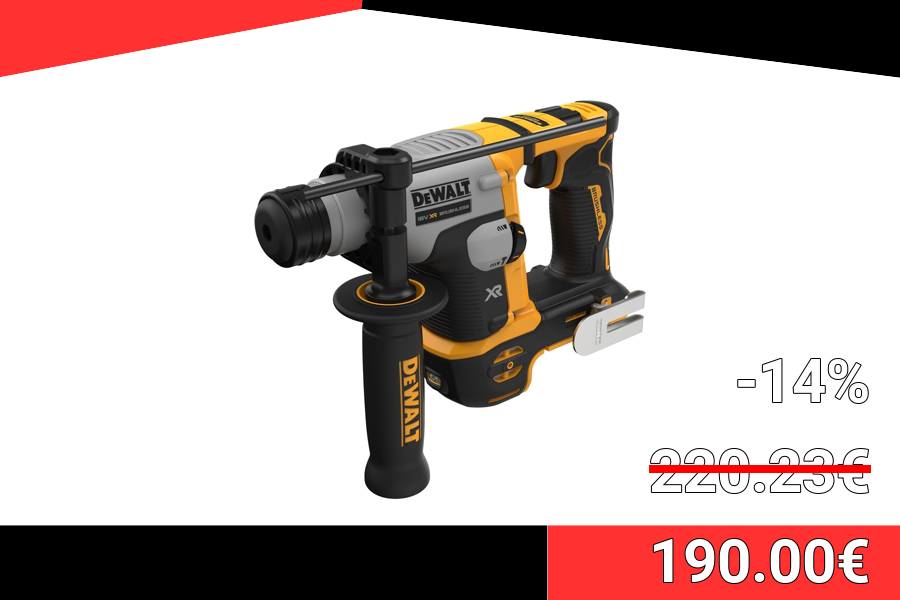 DEWALT
18V XR BRUSHLESS
BRUSHLESS
XR
DEWALT
-14%
220.23€
190.00€